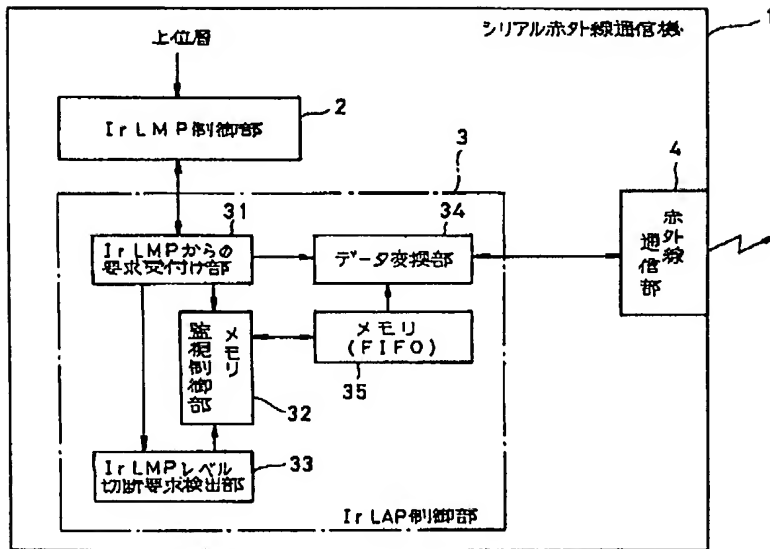 シリアル赤外線通信機
1
上位層
IrLMP制御部
2
3
4
31
34
IrLMPからの
要求受付け部
データ変換部
赤外線
通信部
メモリ
監視制御部
32
メモリ
(FIFO)
35
IrLMPレベル
切断要求検出部
33
IrLAP制御部